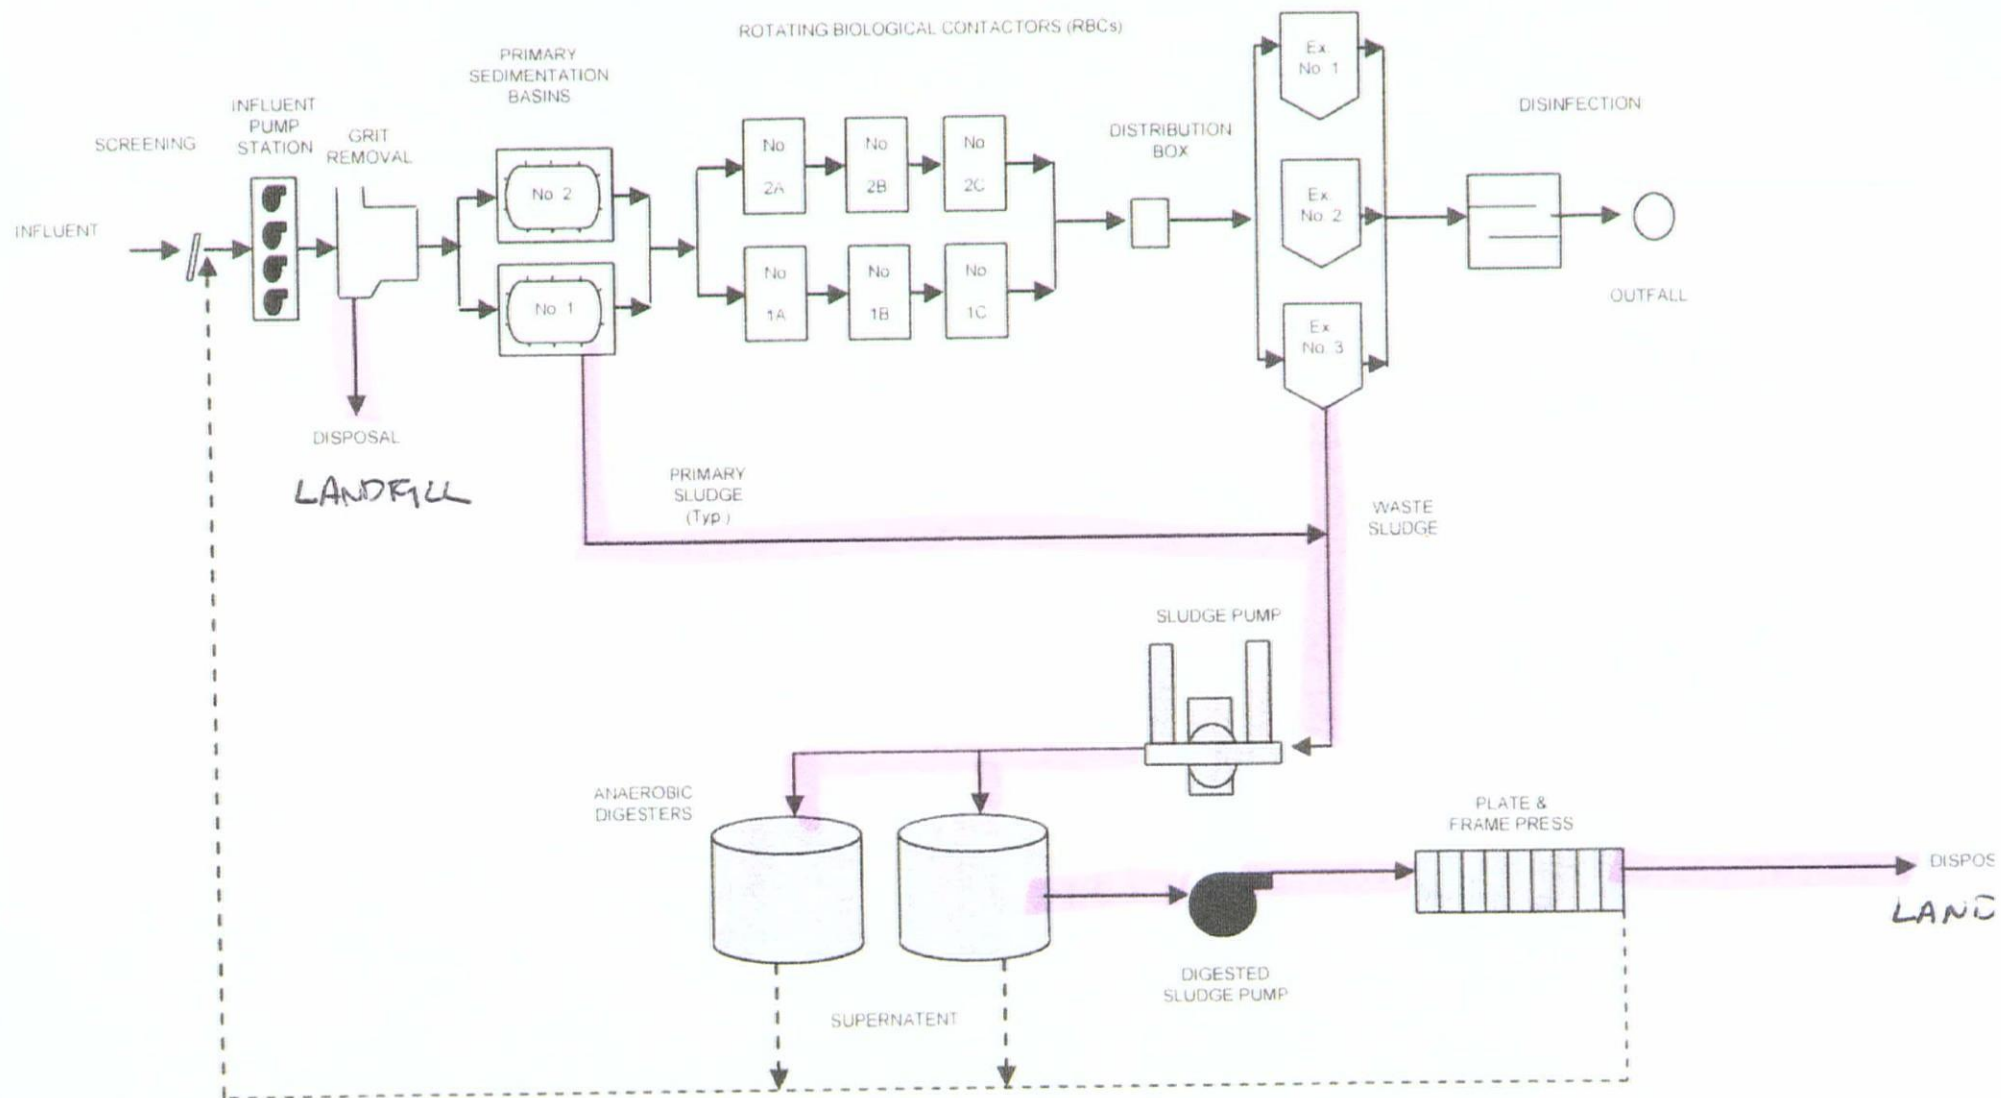 ROTATING BIOLOGICAL CONTACTORS (RBCs)
PRIMARY
SEDIMENTATION
BASINS
INFLUENT
PUMP
STATION
SCREENING
GRIT
REMOVAL
DISTRIBUTION
BOX
DISINFECTION
INFLUENT
No. 2
No. 1
No
2A
No
2B
No
2C
No
1A
No
1B
No
1C
Ex.
No. 1
Ex.
No. 2
Ex
No. 3
OUTFALL
DISPOSAL
LANDFILL
PRIMARY
SLUDGE
(Typ.)
WASTE
SLUDGE
SLUDGE PUMP
ANAEROBIC
DIGESTERS
PLATE &
FRAME PRESS
DISPOS
LAND
DIGESTED
SLUDGE PUMP
SUPERNATENT